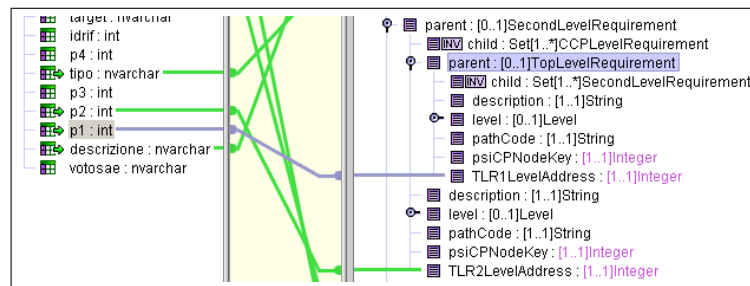 target : nvarchar
idrif : int
p4 : int
tipo : nvarchar
p3 : int
p2 : int
p1 : int
descrizione : nvarchar
votosae : nvarchar
parent : [0..1]SecondLevelRequirement
INV child : Set[1..*]CCPLevelRequirement
parent : [0..1]TopLevelRequirement
INV child : Set[1..*]SecondLevelRequirement
description : [1..1]String
level : [0..1]Level
pathCode : [1..1]String
psiCPNodeKey : [1..1]Integer
TLR1LevelAddress : [1..1]Integer
description : [1..1]String
level : [0..1]Level
pathCode : [1..1]String
psiCPNodeKey : [1..1]Integer
TLR2LevelAddress : [1..1]Integer